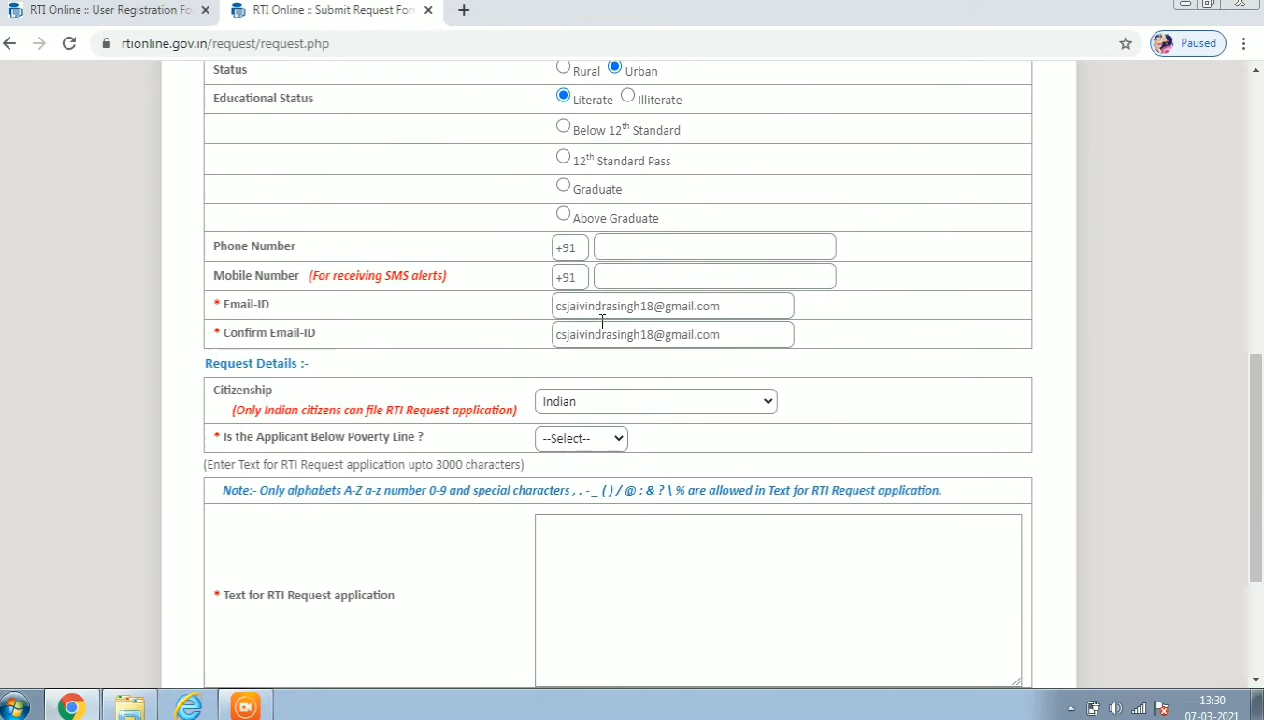 RTI Online :: User Registration Fo
RTI Online :: Submit Request Form
rtionline.gov.in/request/request.php
Paused
Status
Rural Urban
Educational Status
Literate Illiterate
Below 12th Standard
12th Standard Pass
Graduate
Above Graduate
Phone Number
+91
Mobile Number (For receiving SMS alerts)
+91
* Email-ID
csjaivindrasingh18@gmail.com
* Confirm Email-ID
csjaivindrasingh18@gmail.com
Request Details :-
Citizenship
(Only Indian citizens can file RTI Request application)
Indian
* Is the Applicant Below Poverty Line ?
--Select--
(Enter Text for RTI Request application upto 3000 characters)
Note:- Only alphabets A-Z a-z number 0-9 and special characters , . - _ ( ) / @ : & ? \ % are allowed in Text for RTI Request application.
* Text for RTI Request application
13:30
07-03-2021